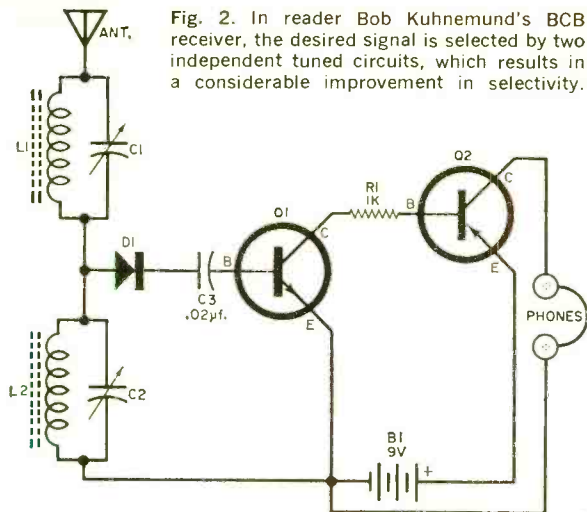 Fig. 2. In reader Bob Kuhnemund's BCB
receiver, the desired signal is selected by two
independent tuned circuits, which results in
a considerable improvement in selectivity.
ANT.
L1
C1
D1
C3
.02µf.
B
Q1
C
E
R1
1K
B
Q2
C
E
PHONES
L2
C2
B1
9V
+